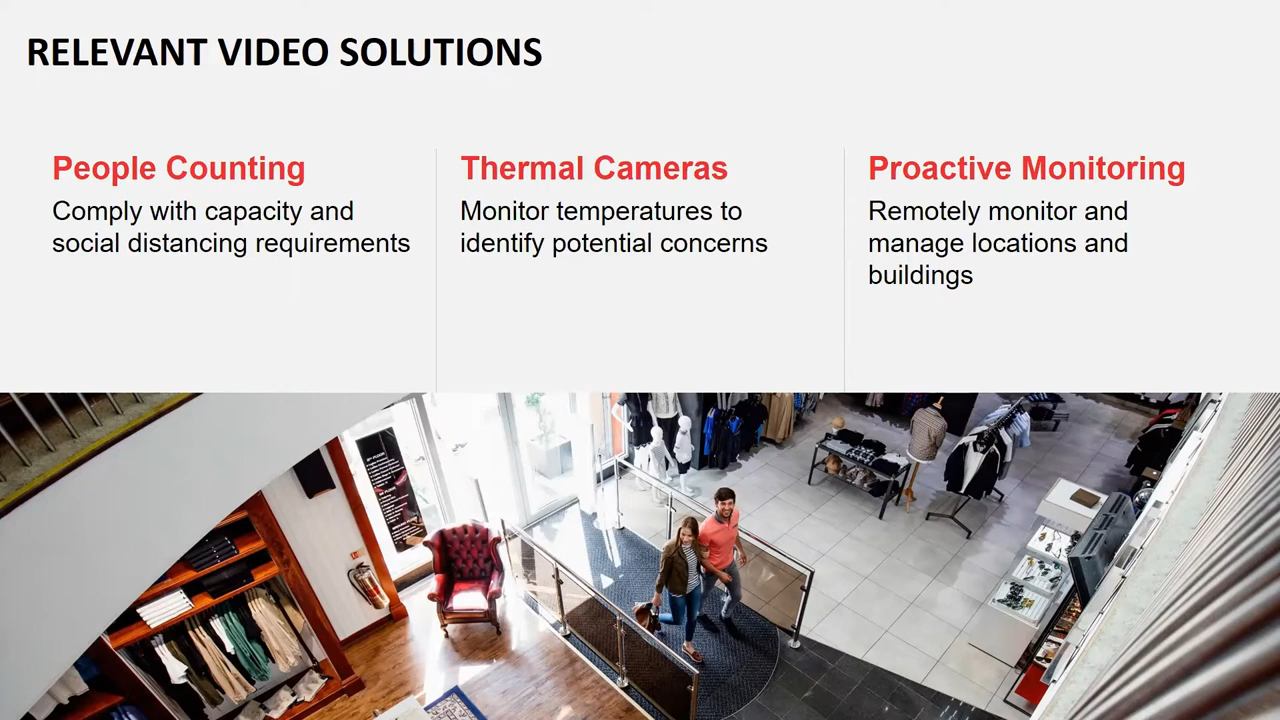 RELEVANT VIDEO SOLUTIONS
People Counting
Comply with capacity and
social distancing requirements
Thermal Cameras
Monitor temperatures to
identify potential concerns
Proactive Monitoring
Remotely monitor and
manage locations and
buildings